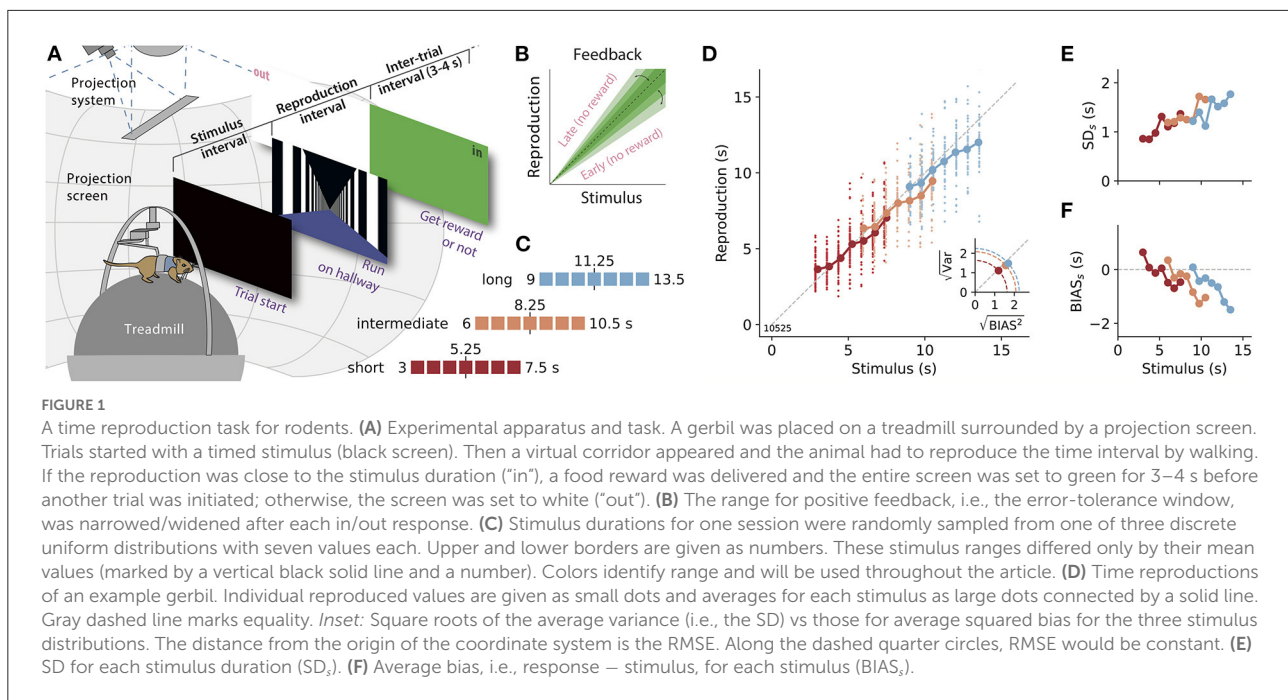 A
Projection
system
Projection
screen
Treadmill
out
Stimulus
interval
Reproduction
interval
Inter-trial
interval (3-4 s)
in
Trial start
Run
on hallway
Get reward
or not
B
Feedback
Reproduction
Late (no reward)
Early (no reward)
Stimulus
C
11.25
long 9 13.5
8.25
intermediate 6 10.5 s
5.25
short 3 7.5 s
D
Reproduction (s)
15
10
5
0
10525
0 5 10 15
Stimulus (s)
√Var
2
1
0
0 1 2
√BIAS²
E
SDₛ (s)
2
1
0
F
BIASₛ (s)
0
−2
0 5 10 15
Stimulus (s)
FIGURE 1
A time reproduction task for rodents. (A) Experimental apparatus and task. A gerbil was placed on a treadmill surrounded by a projection screen.
Trials started with a timed stimulus (black screen). Then a virtual corridor appeared and the animal had to reproduce the time interval by walking.
If the reproduction was close to the stimulus duration (“in”), a food reward was delivered and the entire screen was set to green for 3–4 s before
another trial was initiated; otherwise, the screen was set to white (“out”). (B) The range for positive feedback, i.e., the error-tolerance window,
was narrowed/widened after each in/out response. (C) Stimulus durations for one session were randomly sampled from one of three discrete
uniform distributions with seven values each. Upper and lower borders are given as numbers. These stimulus ranges differed only by their mean
values (marked by a vertical black solid line and a number). Colors identify range and will be used throughout the article. (D) Time reproductions
of an example gerbil. Individual reproduced values are given as small dots and averages for each stimulus as large dots connected by a solid line.
Gray dashed line marks equality. Inset: Square roots of the average variance (i.e., the SD) vs those for average squared bias for the three stimulus
distributions. The distance from the origin of the coordinate system is the RMSE. Along the dashed quarter circles, RMSE would be constant. (E)
SD for each stimulus duration (SDₛ). (F) Average bias, i.e., response − stimulus, for each stimulus (BIASₛ).